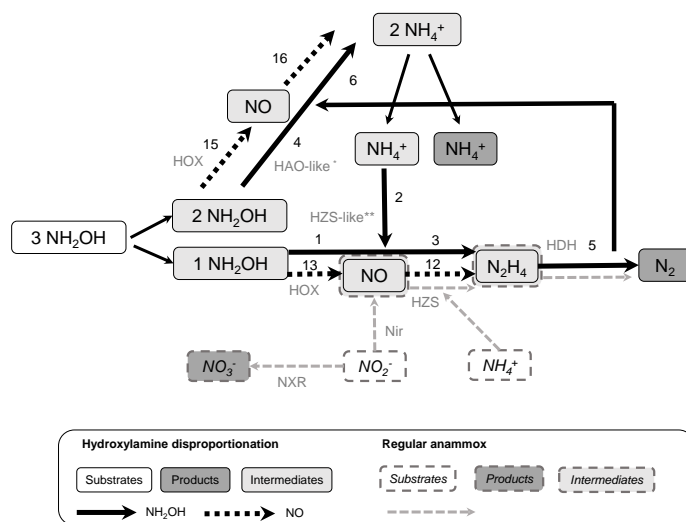 16
2 NH₄⁺
6
NO
15
4
HOX
HAO-like *
NH₄⁺
NH₄⁺
2
2 NH₂OH
HZS-like**
3 NH₂OH
1
3
HDH
5
1 NH₂OH
13
NO
12
N₂H₄
N₂
HOX
HZS
Nir
NO₃⁻
NXR
NO₂⁻
NH₄⁺
Hydroxylamine disproportionation
Regular anammox
Substrates
Products
Intermediates
Substrates
Products
Intermediates
NH₂OH
NO